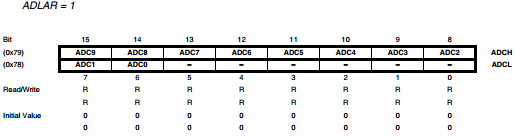 ADLAR = 1
Bit 15 14 13 12 11 10 9 8
(0x79) ADC9 ADC8 ADC7 ADC6 ADC5 ADC4 ADC3 ADC2 ADCH
(0x78) ADC1 ADC0 – – – – – – ADCL
7 6 5 4 3 2 1 0
Read/Write R R R R R R R R
R R R R R R R R
Initial Value 0 0 0 0 0 0 0 0
0 0 0 0 0 0 0 0